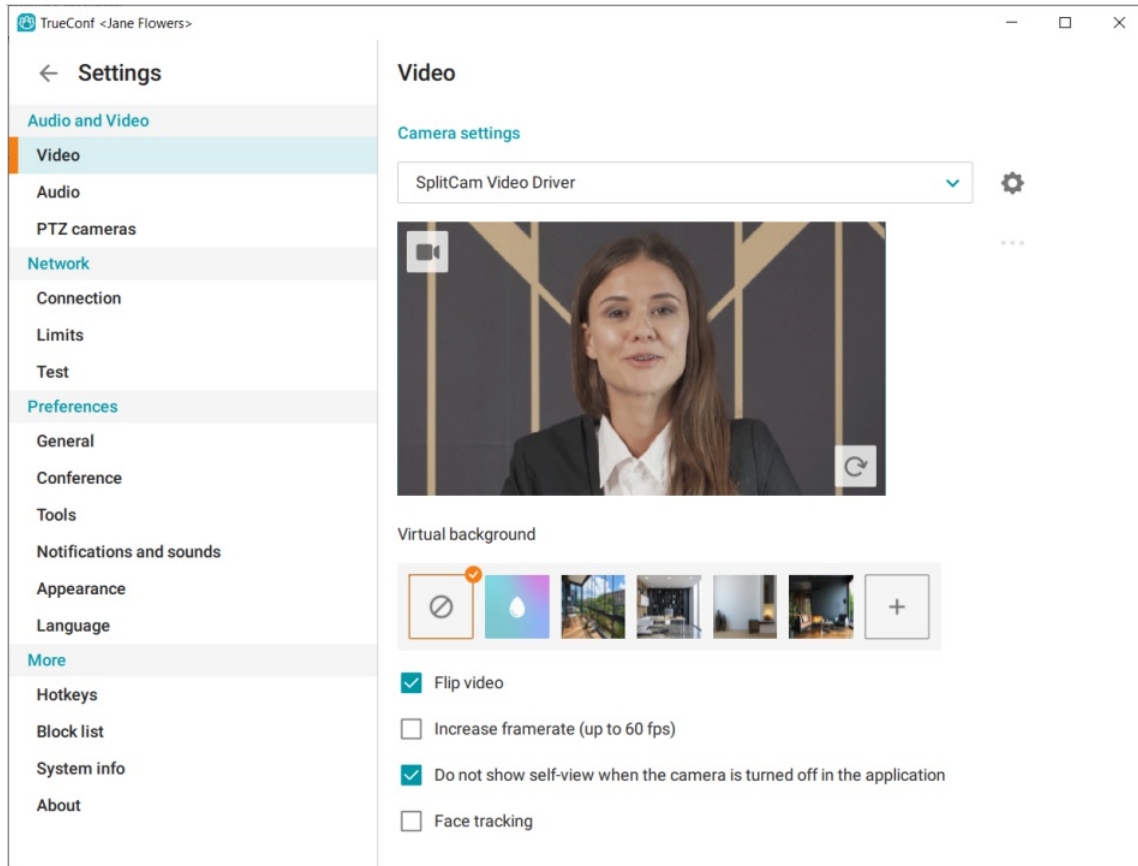 TrueConf <Jane Flowers>
Settings
Audio and Video
Video
Audio
PTZ cameras
Network
Connection
Limits
Test
Preferences
General
Conference
Tools
Notifications and sounds
Appearance
Language
More
Hotkeys
Block list
System info
About
Video
Camera settings
SplitCam Video Driver
Virtual background
Flip video
Increase framerate (up to 60 fps)
Do not show self-view when the camera is turned off in the application
Face tracking